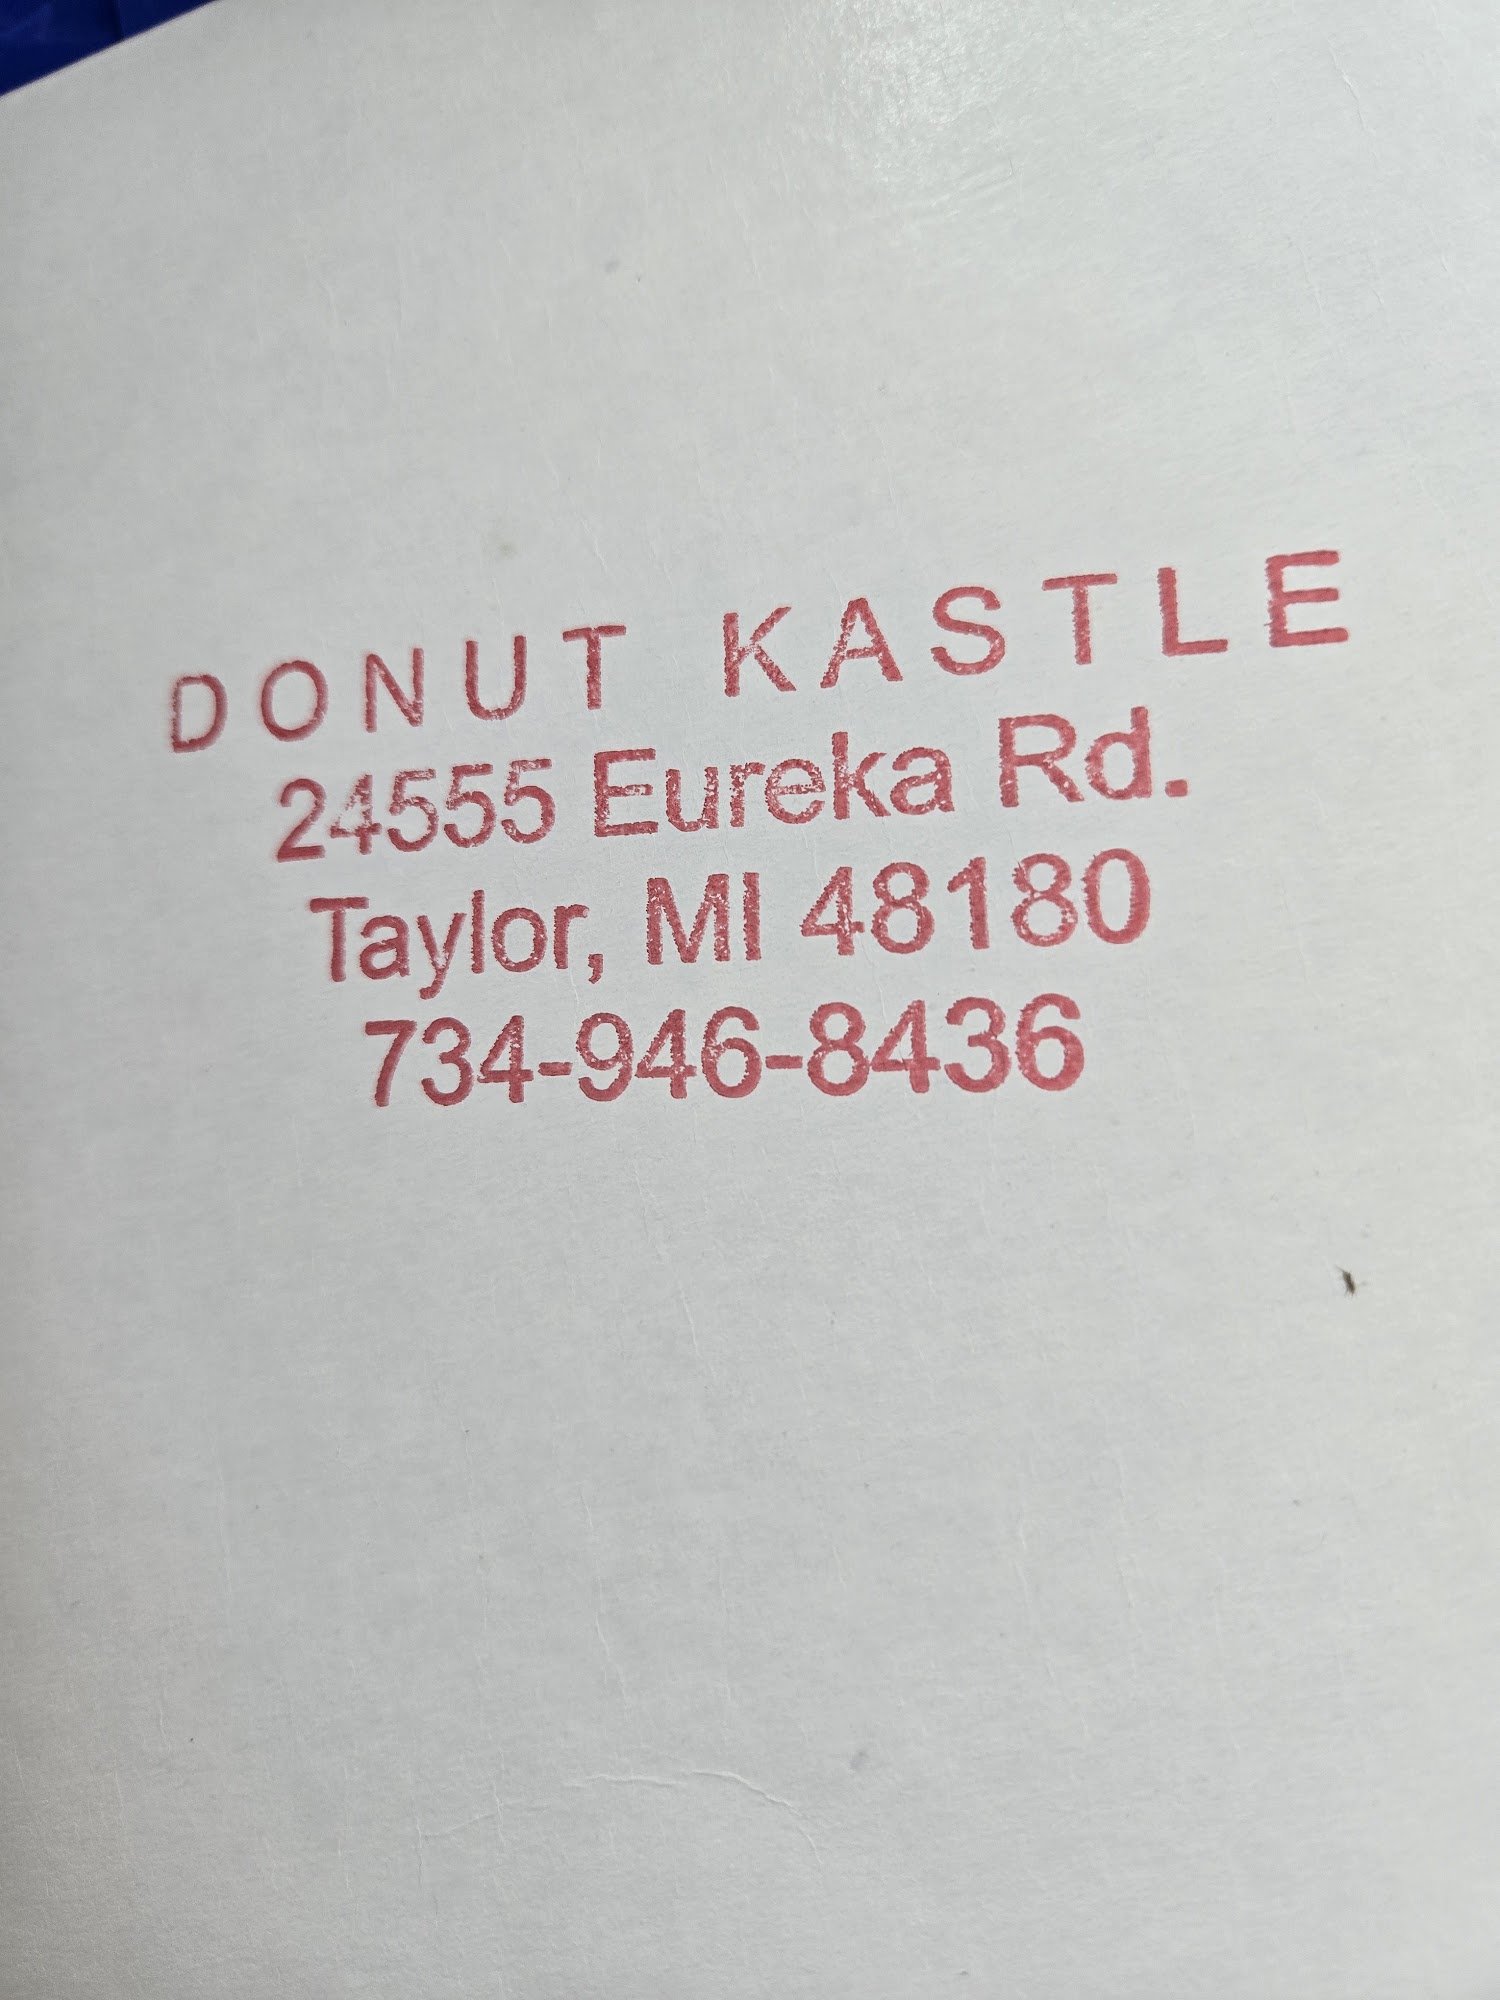 DONUT KASTLE
24555 Eureka Rd.
Taylor, MI 48180
734-946-8436